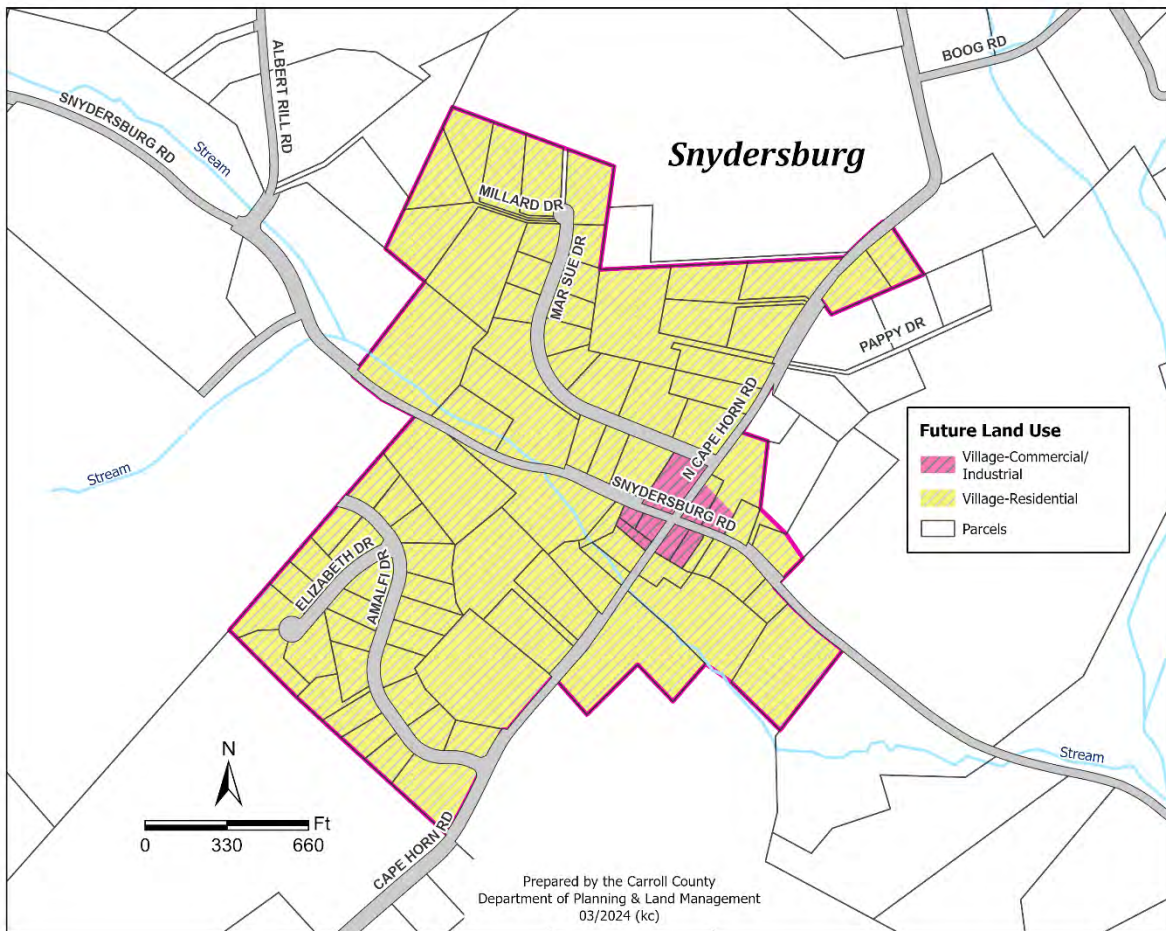 BOOG RD
ALBERT RILL RD
SNYDERSBURG RD
Stream
Snydersburg
MILLARD DR
MAR SUE DR
PAPPY DR
N CAPE HORN RD
Stream
SNYDERSBURG RD
Future Land Use
Village-Commercial/
Industrial
Village-Residential
Parcels
ELIZABETH DR
AMALFI DR
Stream
N
Ft
0 330 660
CAPE HORN RD
Prepared by the Carroll County
Department of Planning & Land Management
03/2024 (kc)